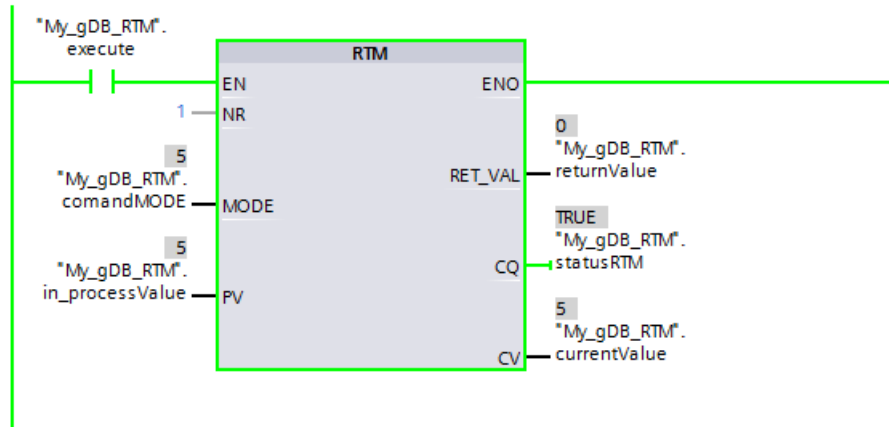 "My_gDB_RTM".
execute
RTM
EN
ENO
1
NR
5
"My_gDB_RTM".
comandMODE
MODE
5
"My_gDB_RTM".
in_processValue
PV
0
"My_gDB_RTM".
RET_VAL
returnValue
TRUE
"My_gDB_RTM".
CQ
statusRTM
5
"My_gDB_RTM".
CV
currentValue